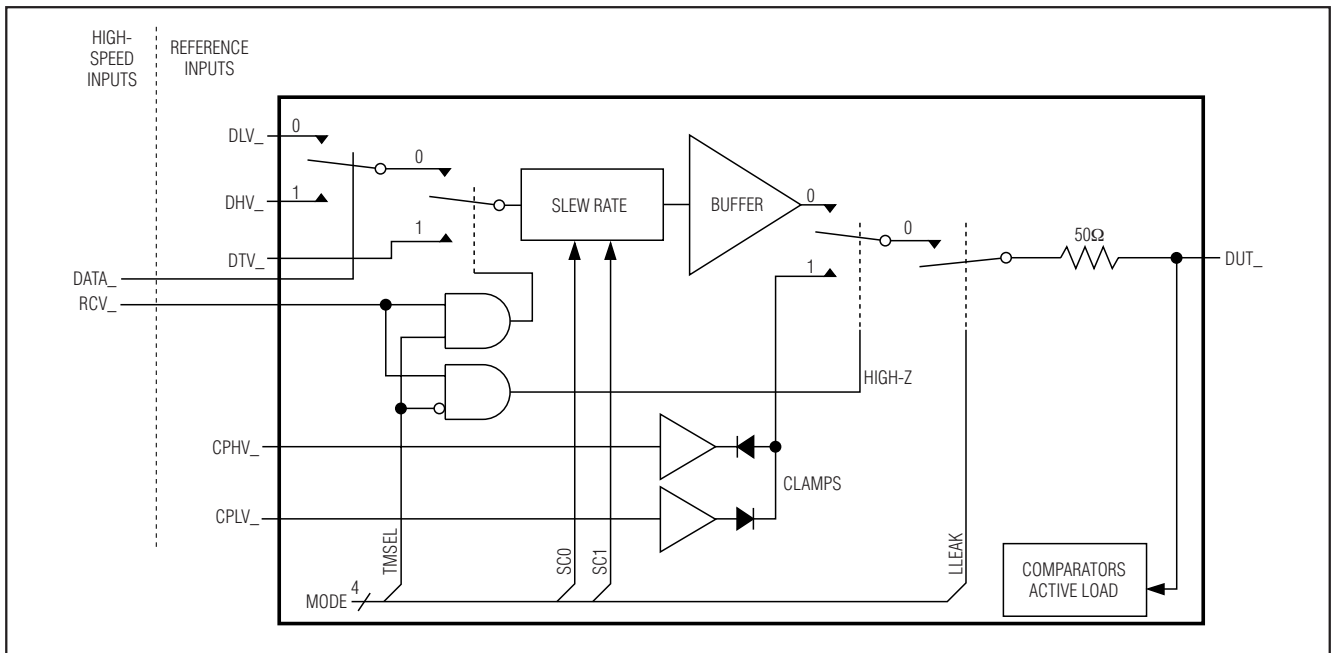 HIGH-
SPEED
INPUTS
REFERENCE
INPUTS
DLV_
0
DHV_
1
0
DTV_
1
DATA_
RCV_
SLEW RATE
BUFFER
0
1
0
50Ω
DUT_
HIGH-Z
CPHV_
CPLV_
CLAMPS
TMSEL
SC0
SC1
LLEAK
MODE
4
COMPARATORS
ACTIVE LOAD